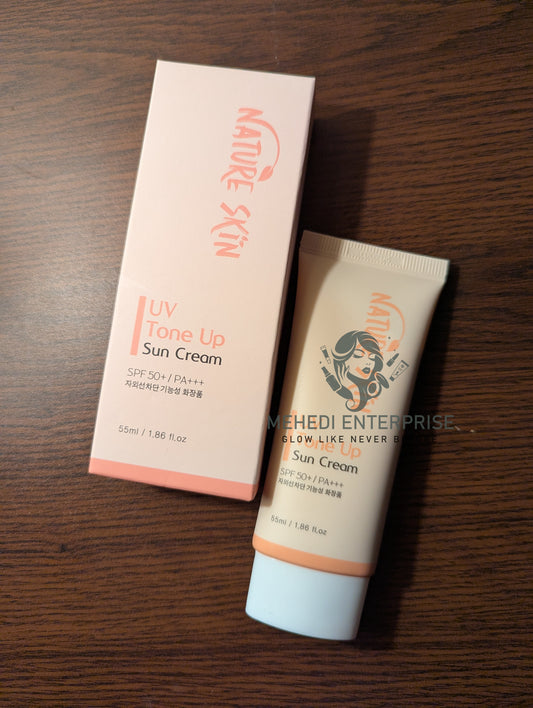 NATURE SKIN
UV
Tone Up
Sun Cream
SPF 50+ / PA+++
자외선차단 기능성 화장품
55ml / 1.86 fl.oz
NATURE
MEHEDI ENTERPRISE
GLOW LIKE NEVER
Tone Up
Sun Cream
SPF 50+ / PA+++
자외선차단 기능성 화장품
55ml / 1.86 fl.oz